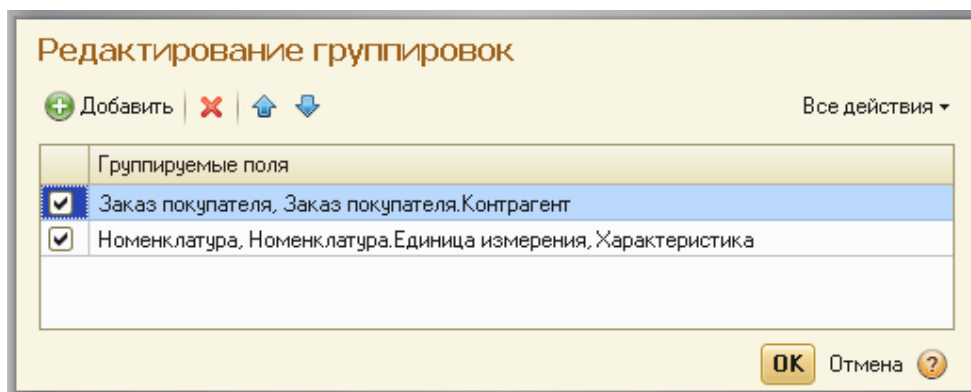 Редактирование группировок
Добавить Все действия
Группируемые поля
Заказ покупателя, Заказ покупателя.Контрагент
Номенклатура, Номенклатура.Единица измерения, Характеристика
OK Отмена ?